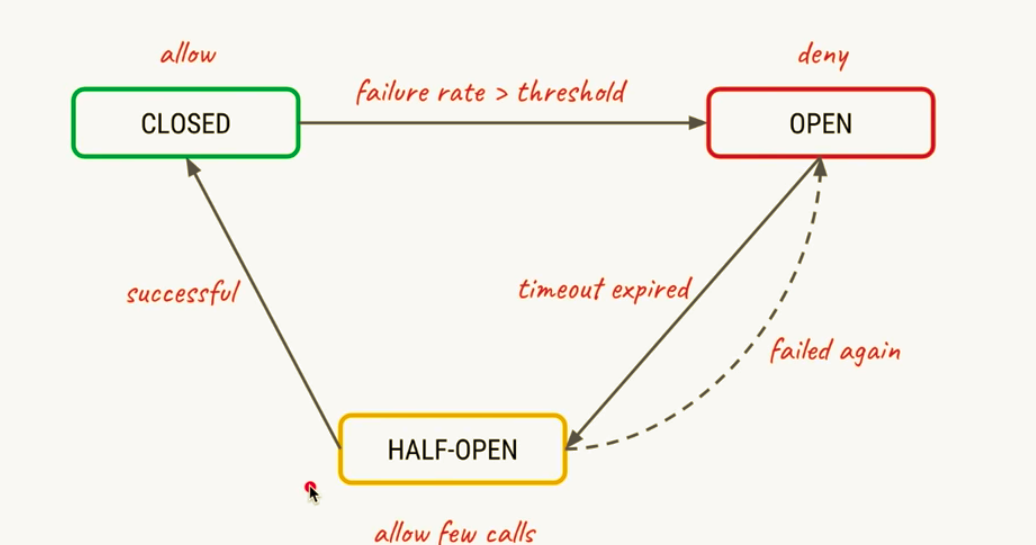 allow
deny
failure rate > threshold
CLOSED
OPEN
successful
timeout expired
failed again
HALF-OPEN
allow few calls